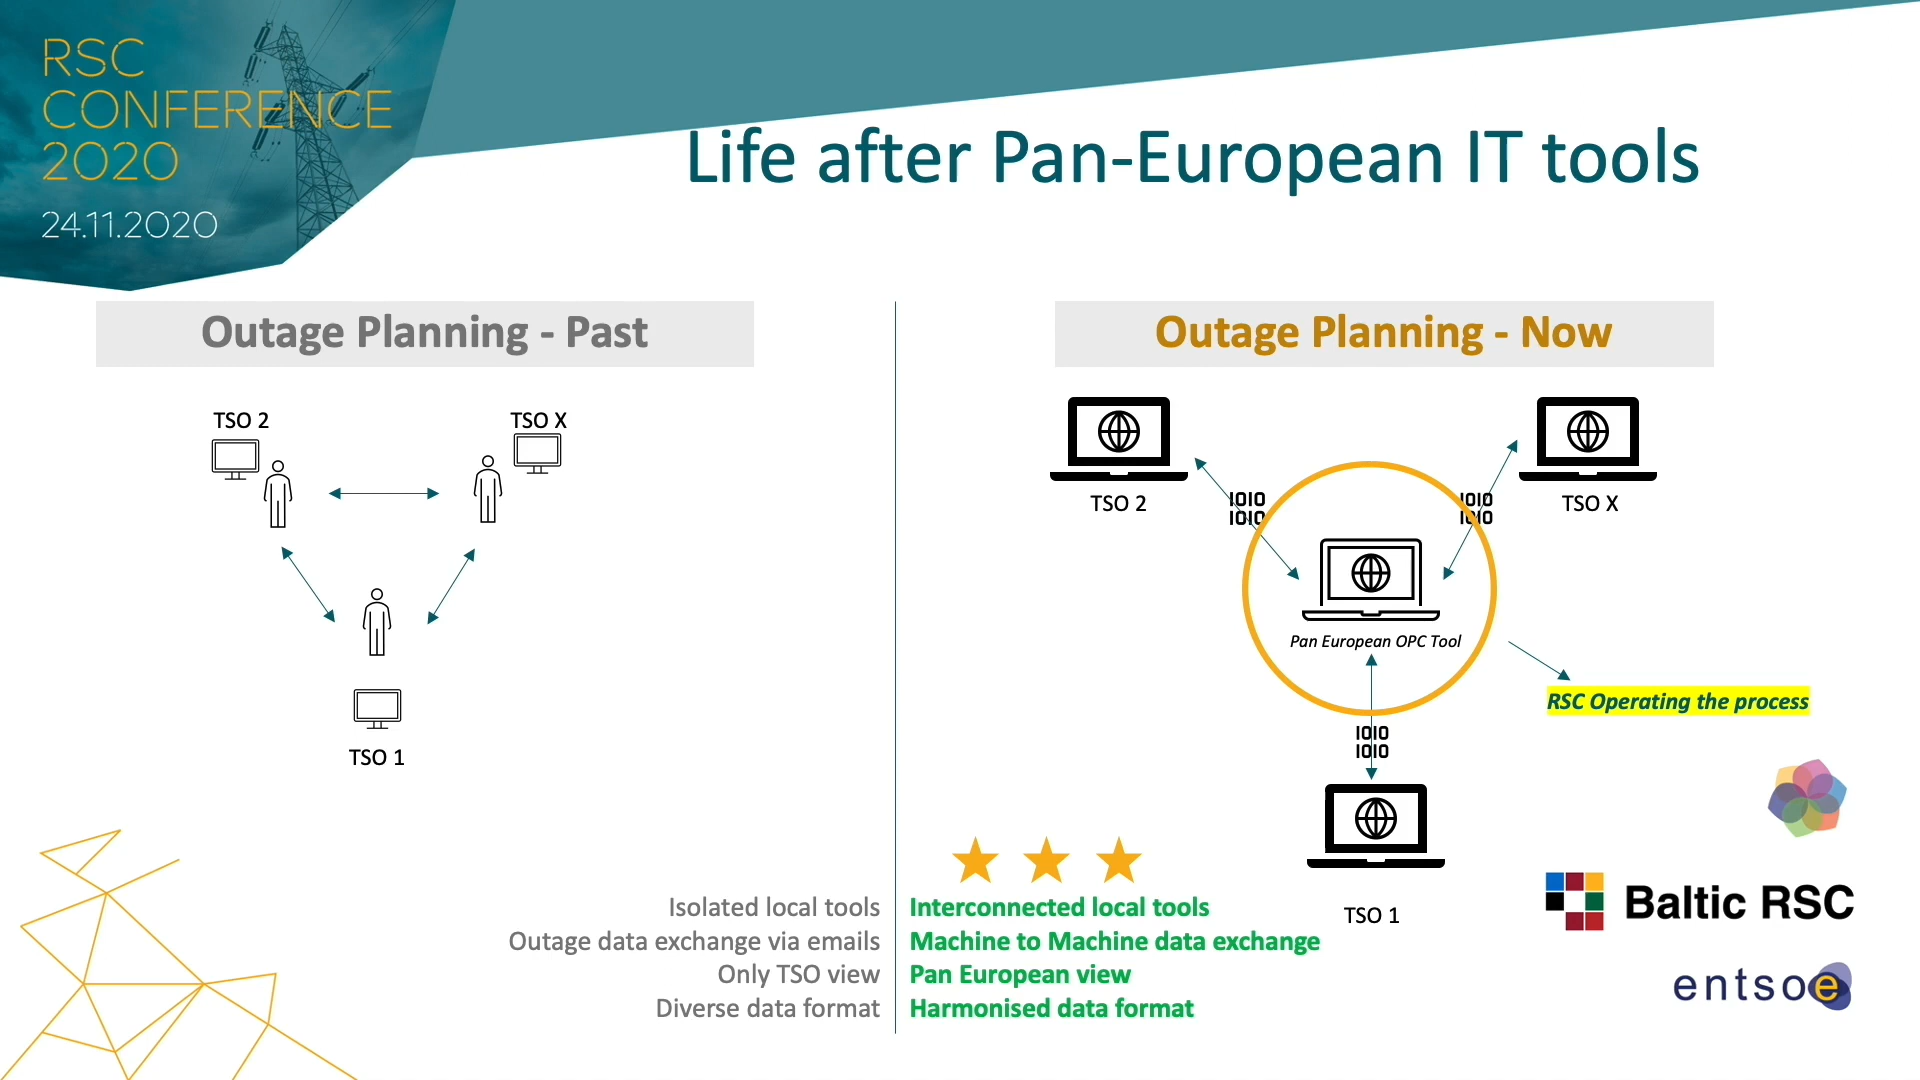 RSC
CONFERENCE
2020
24.11.2020
Life after Pan-European IT tools
Outage Planning - Past
TSO 2
TSO X
TSO 1
Isolated local tools
Outage data exchange via emails
Only TSO view
Diverse data format
Outage Planning - Now
TSO 2
TSO X
IOIO
IOIO
IOIO
IOIO
Pan European OPC Tool
RSC Operating the process
IOIO
IOIO
TSO 1
Interconnected local tools
Machine to Machine data exchange
Pan European view
Harmonised data format
Baltic RSC
entsoe